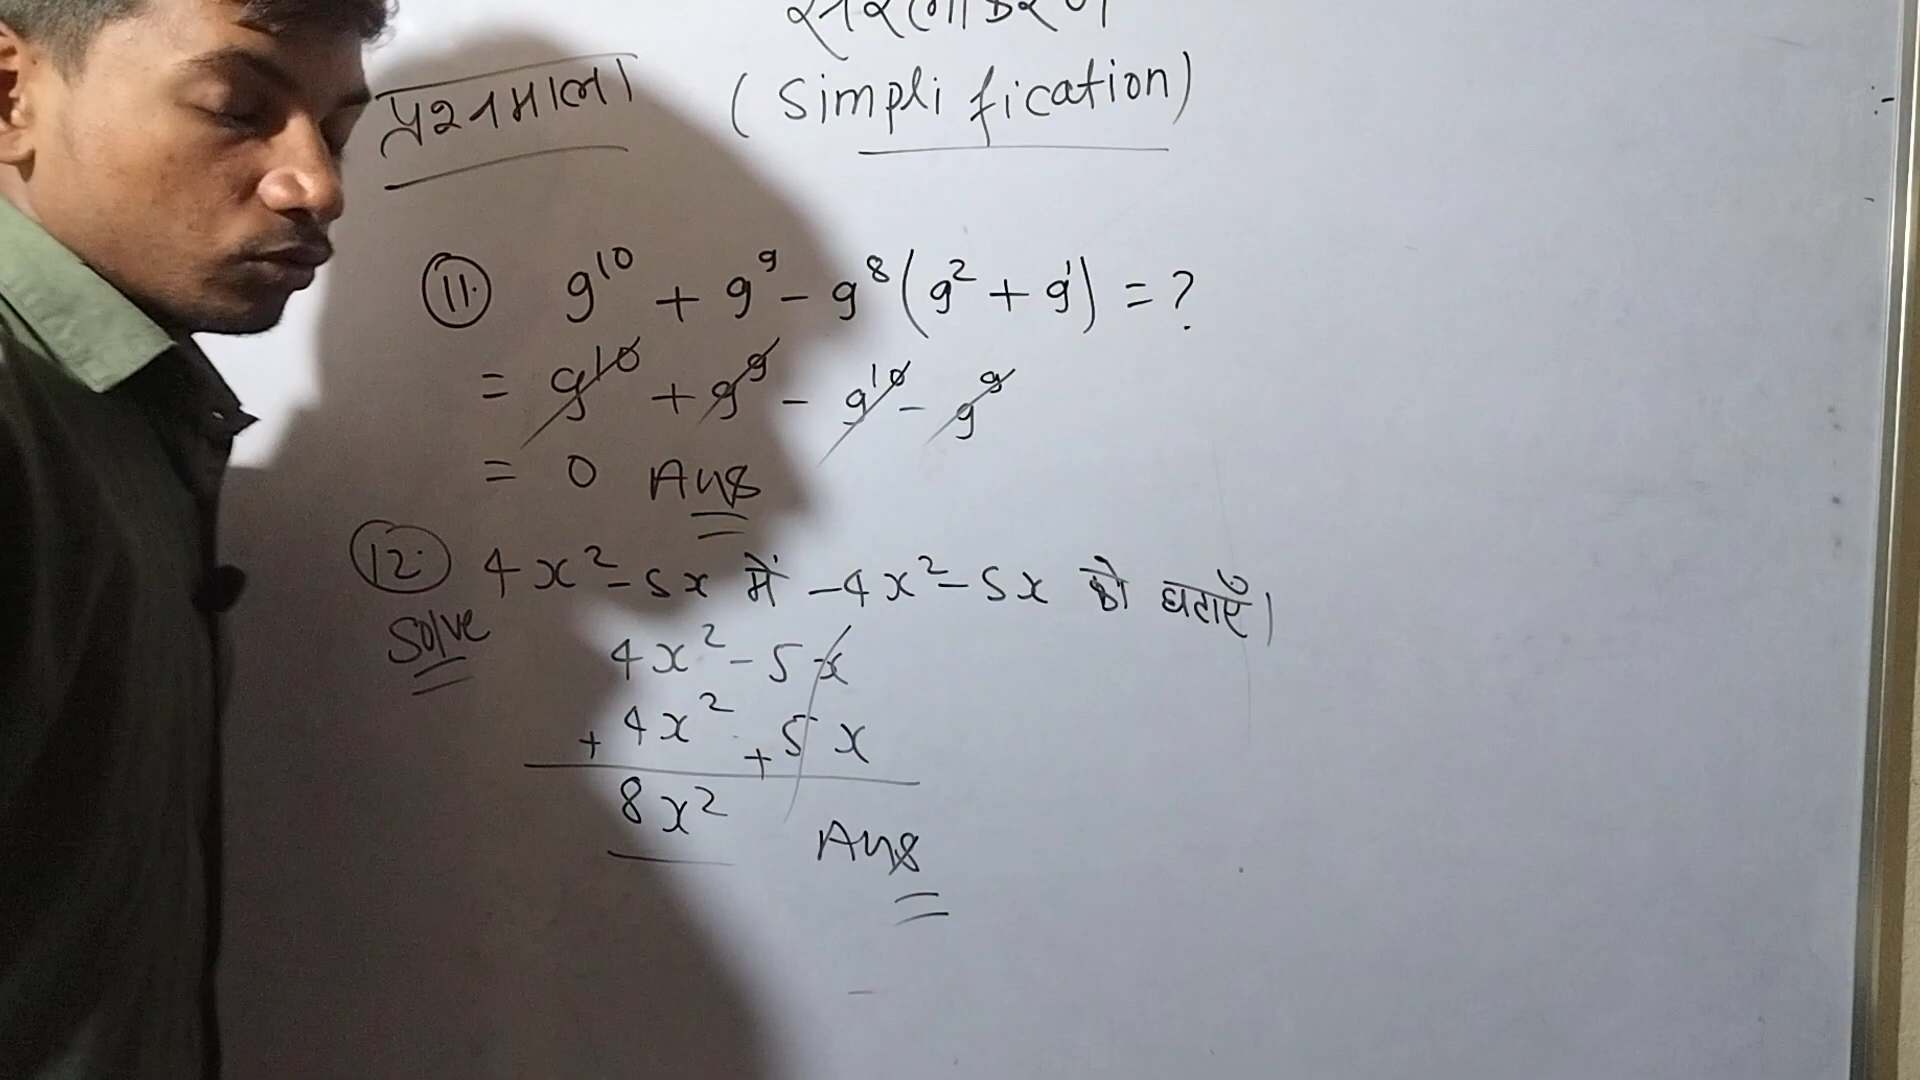 सरलीकरण
प्रश्नमाला (Simplification)
11. 9¹⁰ + 9⁹ - 9⁸(9² + 9¹) = ?
= 9¹⁰ + 9⁹ - 9¹⁰ - 9⁹
= 0 Ans
12. 4x² - 5x में -4x² - 5x को घटाएँ।
Solve
4x² - 5x
+ 4x² + 5x
8x² Ans